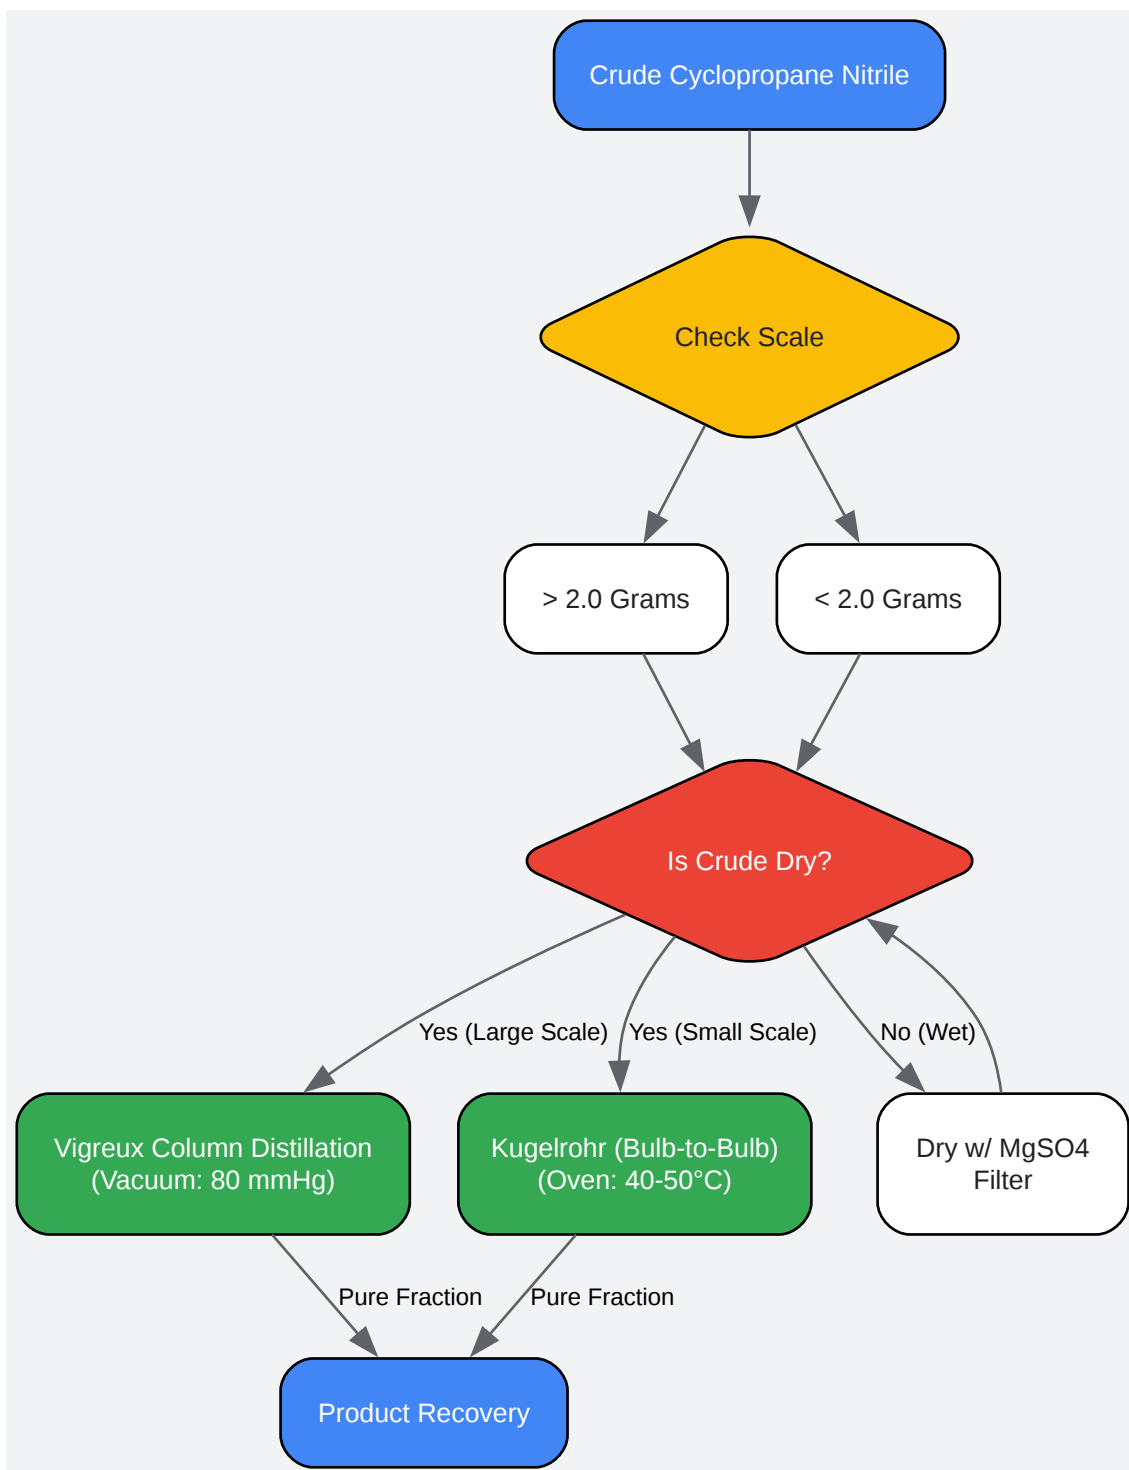 Crude Cyclopropane Nitrile
Check Scale
> 2.0 Grams
< 2.0 Grams
Is Crude Dry?
Yes (Large Scale)
Yes (Small Scale)
No (Wet)
Vigreux Column Distillation
(Vacuum: 80 mmHg)
Kugelrohr (Bulb-to-Bulb)
(Oven: 40-50°C)
Dry w/ MgSO4
Filter
Pure Fraction
Pure Fraction
Product Recovery